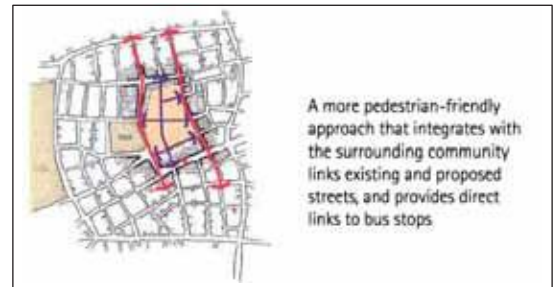 A more pedestrian-friendly
approach that integrates with
the surrounding community
links existing and proposed
streets, and provides direct
links to bus stops